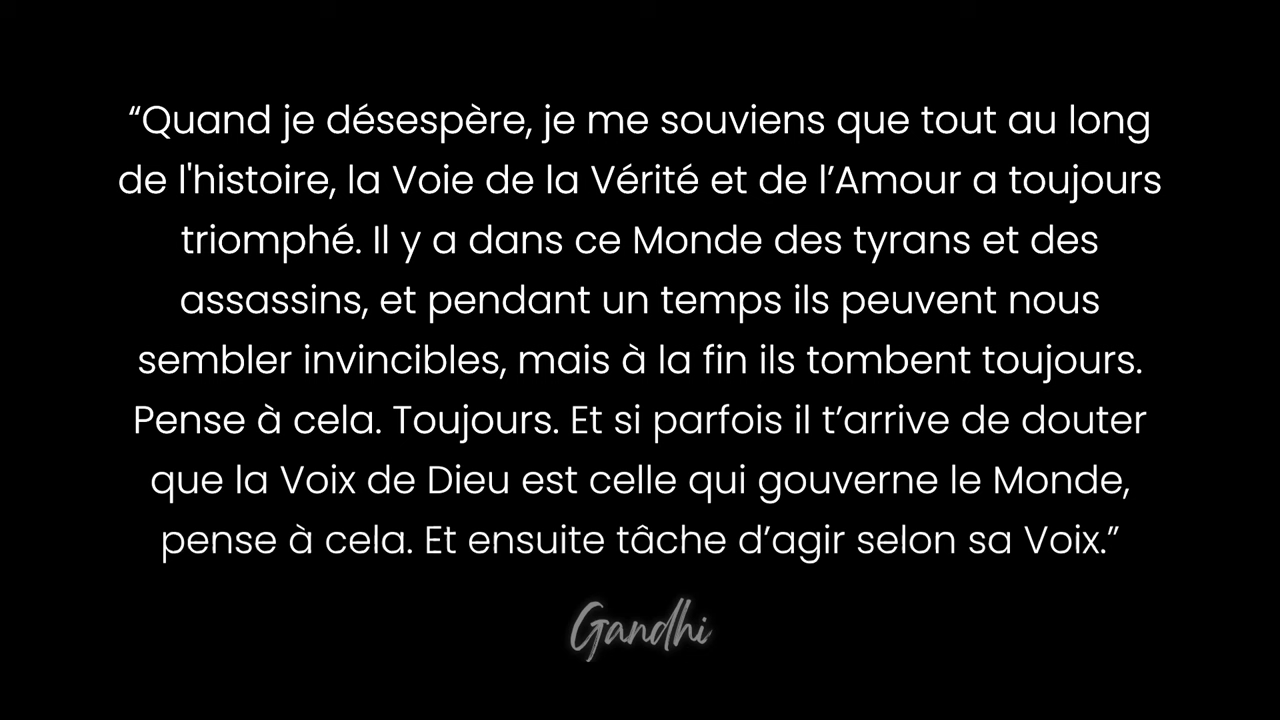 “Quand je désespère, je me souviens que tout au long
de l'histoire, la Voie de la Vérité et de l’Amour a toujours
triomphé. Il y a dans ce Monde des tyrans et des
assassins, et pendant un temps ils peuvent nous
sembler invincibles, mais à la fin ils tombent toujours.
Pense à cela. Toujours. Et si parfois il t’arrive de douter
que la Voix de Dieu est celle qui gouverne le Monde,
pense à cela. Et ensuite tâche d’agir selon sa Voix.”
Gandhi